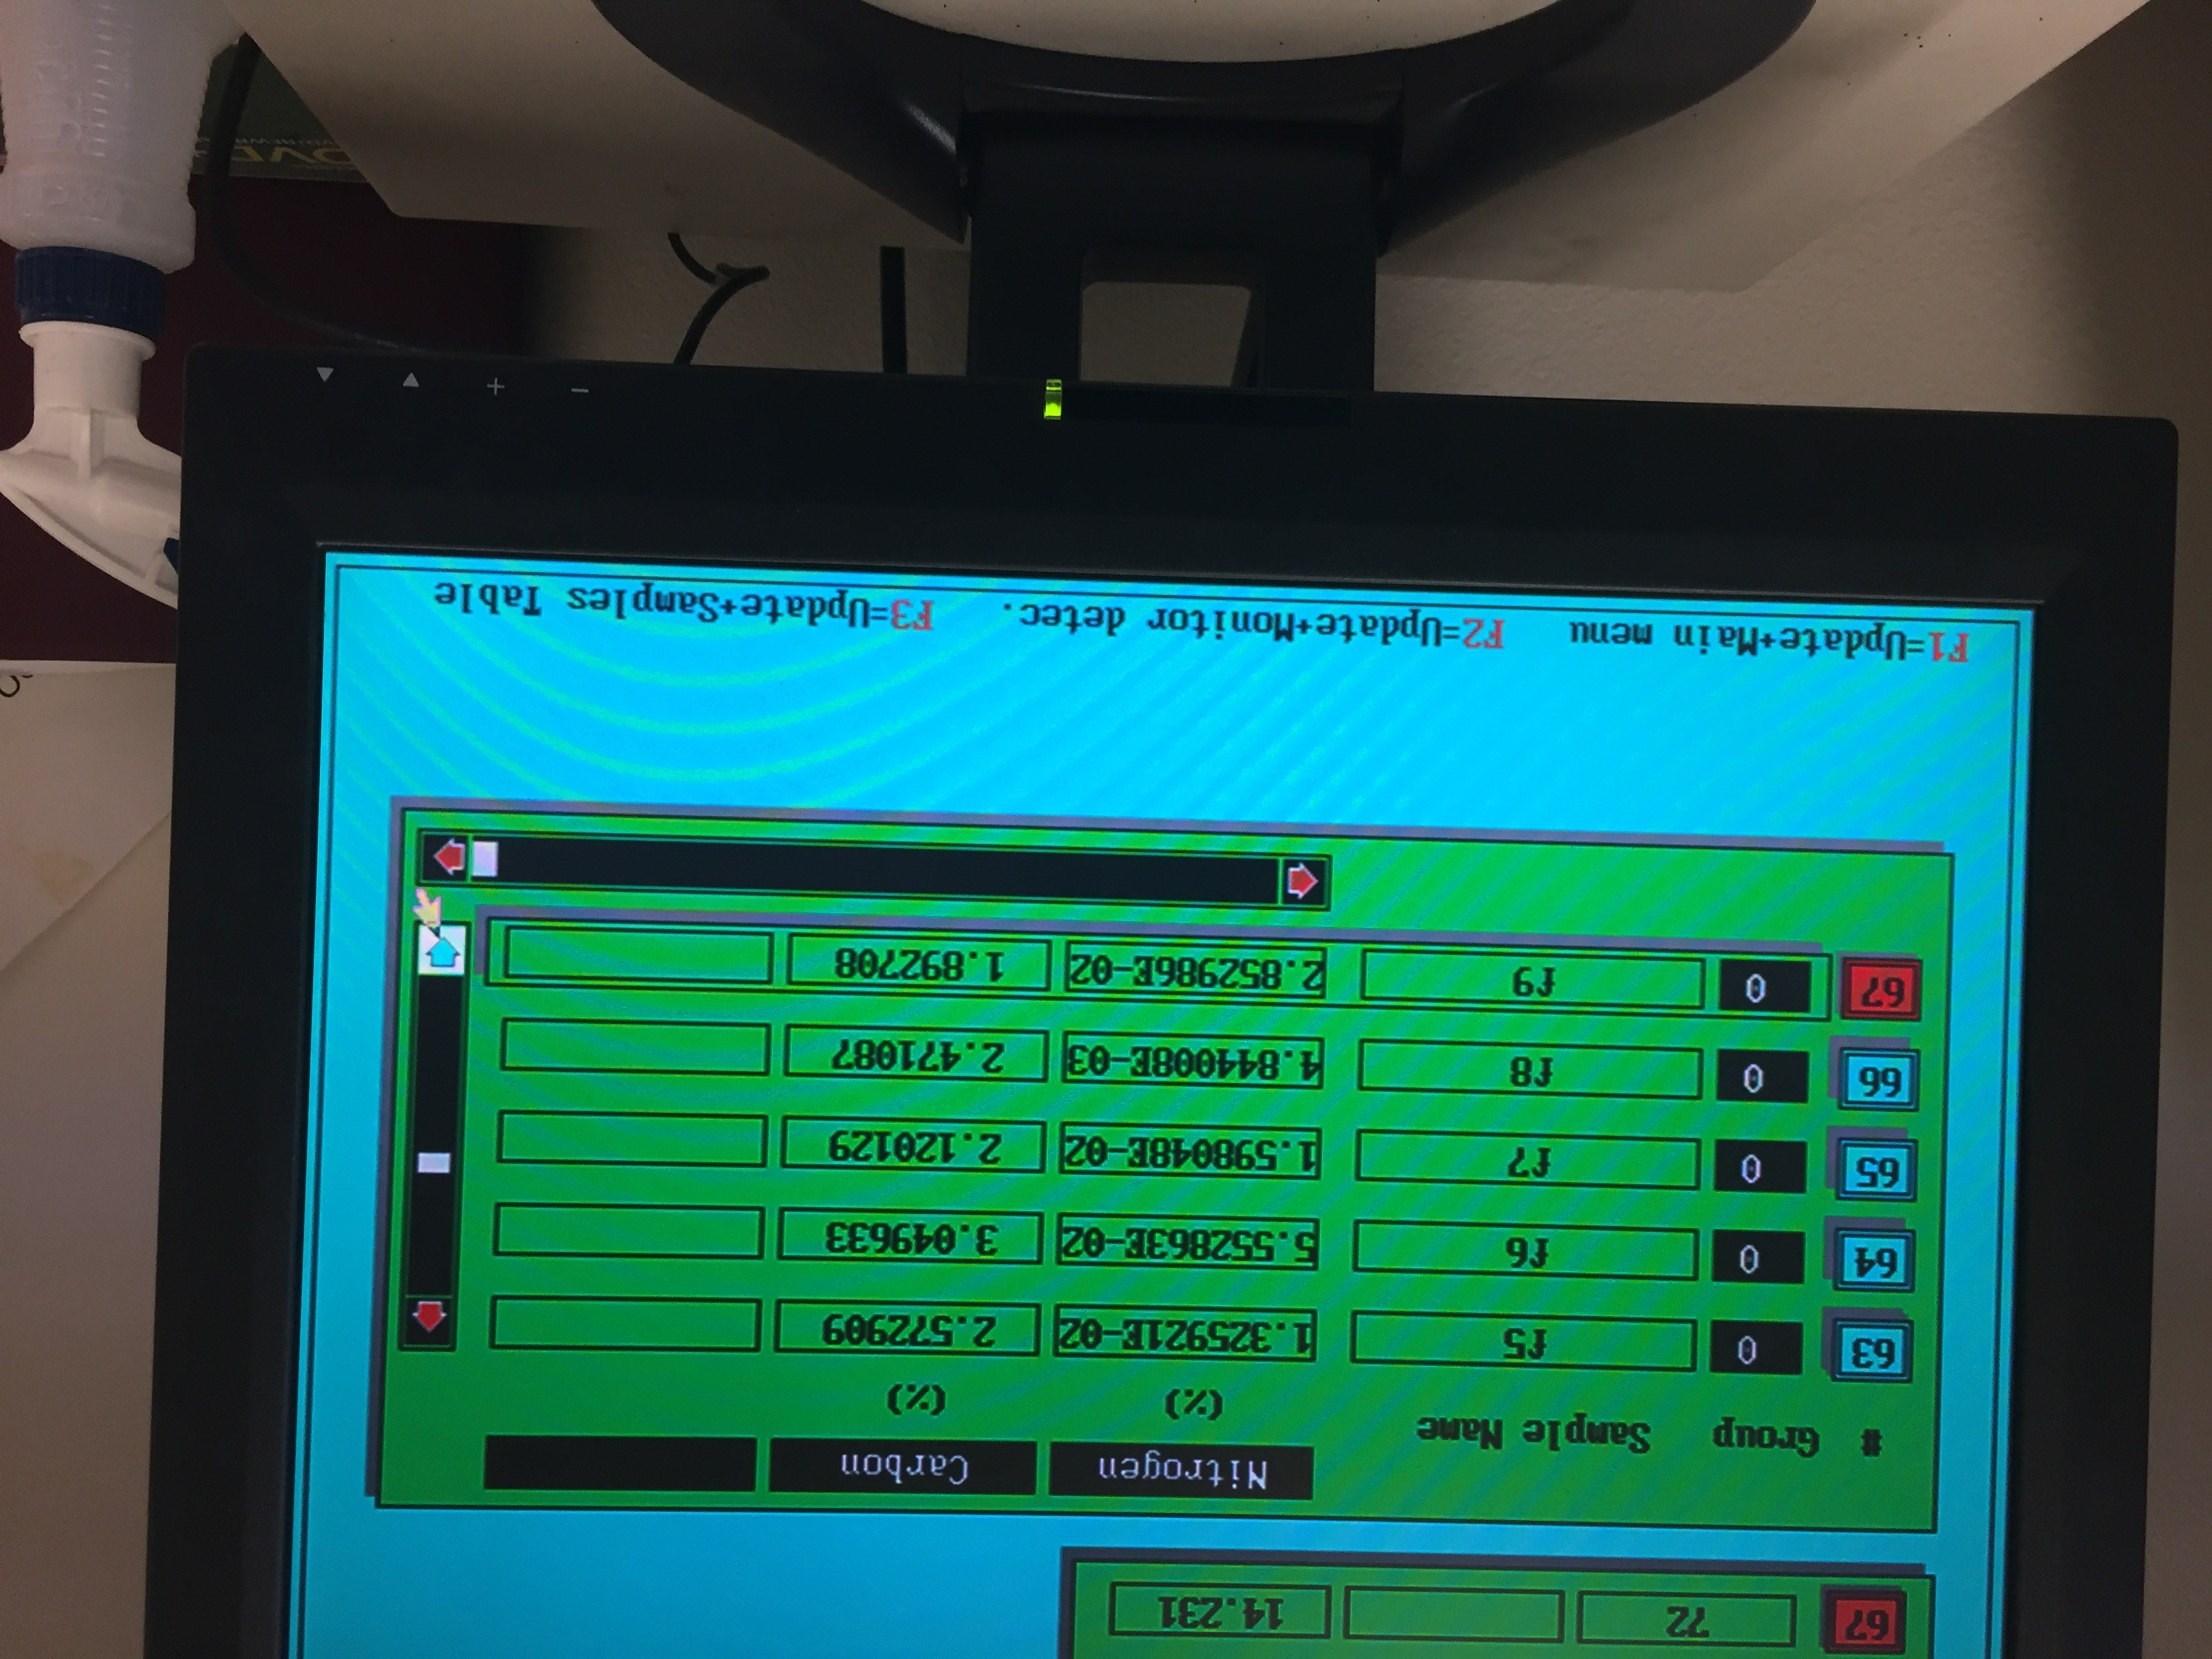 67 72 14.231
Nitrogen Carbon
# Group Sample Name (%) (%)
63 0 f5 1.325921E-02 2.572909
64 0 f6 5.552863E-02 3.049633
65 0 f7 1.598048E-02 2.120129
66 0 f8 4.844008E-03 2.471087
67 0 f9 2.852986E-02 1.892708
F1=Update+Main menu F2=Update+Monitor detec. F3=Update+Samples Table
- + ▼ ▲